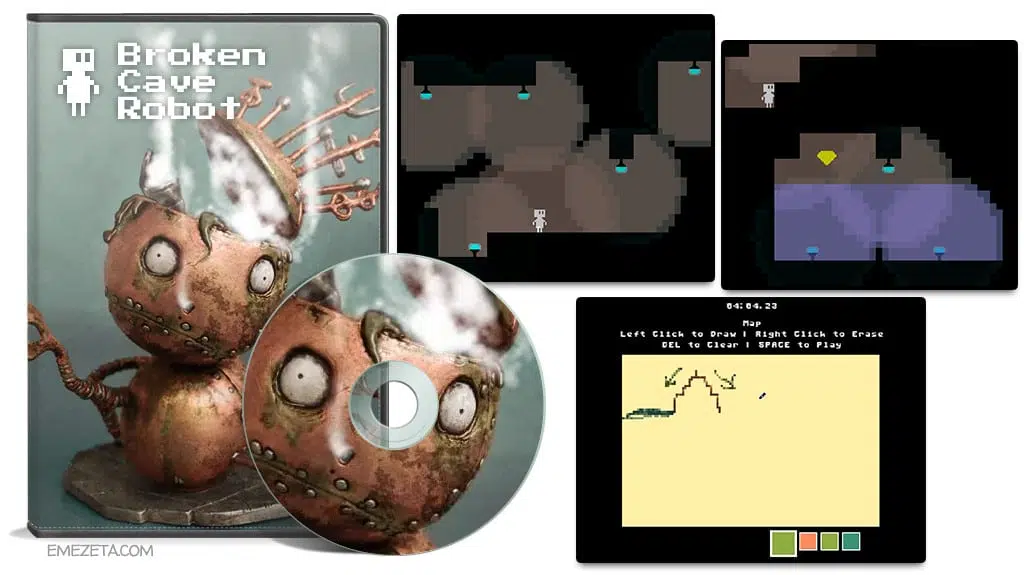 Broken
Cave
Robot
04:04.23
Map
Left Click to Draw | Right Click to Erase
DEL to Clear | SPACE to Play
EMEZETA.COM